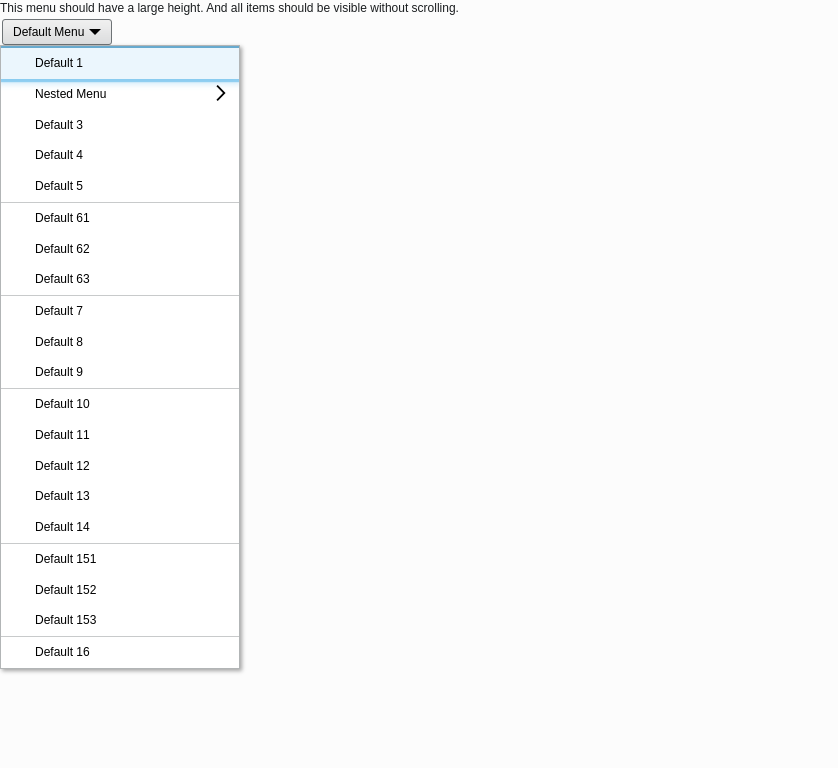 This menu should have a large height. And all items should be visible without scrolling.
Default Menu
Default 1
Nested Menu
Default 3
Default 4
Default 5
Default 61
Default 62
Default 63
Default 7
Default 8
Default 9
Default 10
Default 11
Default 12
Default 13
Default 14
Default 151
Default 152
Default 153
Default 16